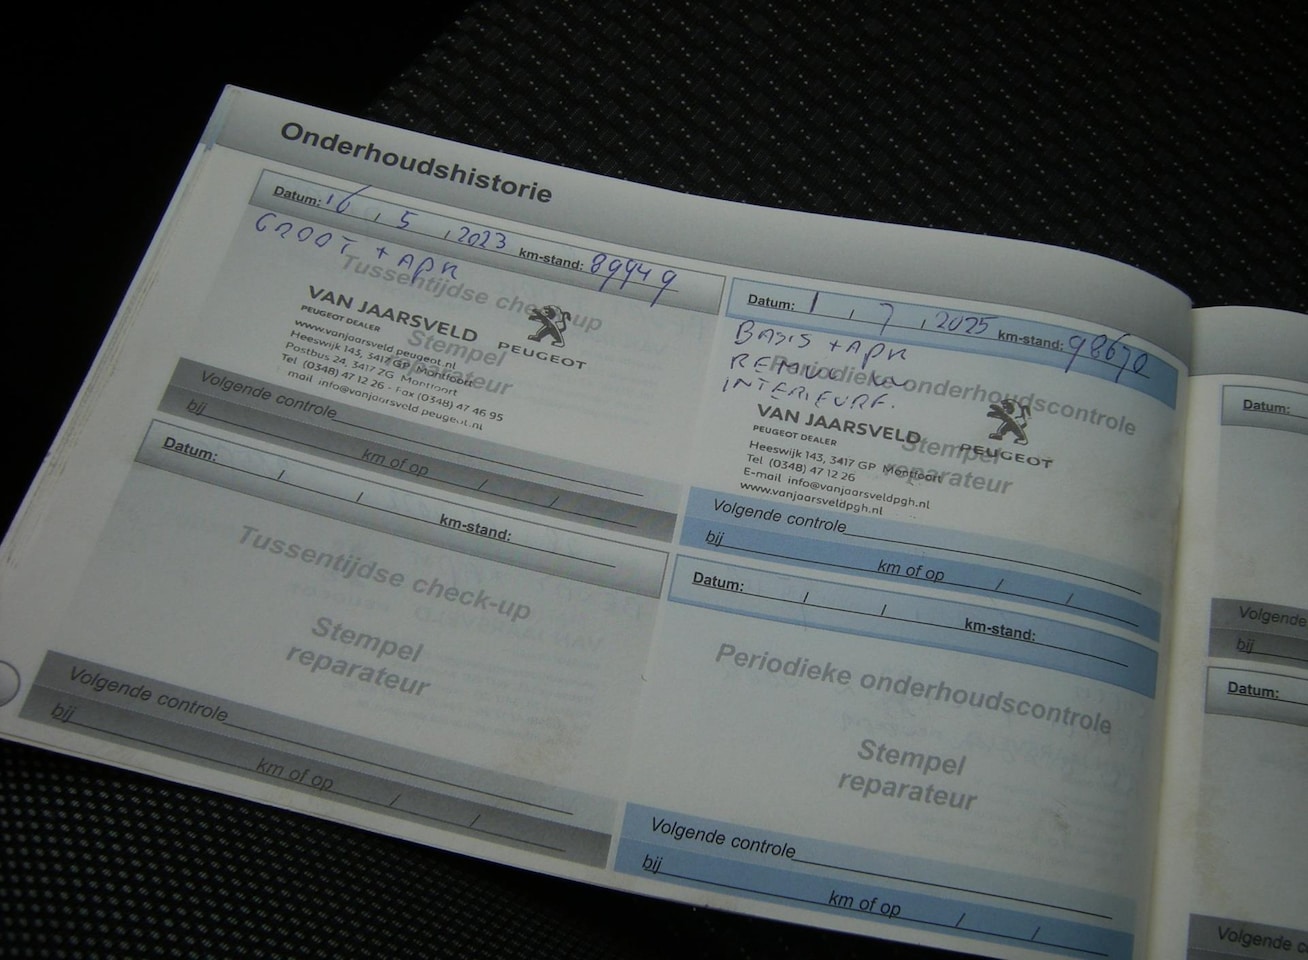 Onderhoudshistorie
Datum: 16 , 5 , 2023 km-stand: 89949
GROOT + APK
Tussentijdse check-up
VAN JAARSVELD
PEUGEOT DEALER
PEUGEOT
www.vanjaarsveld peugeot.nl
Heeswijk 143, 3417 GP Montfoort
Postbus 24, 3417 ZG Montfoort
Tel (0348) 47 12 26 - Fax (0348) 47 46 95
mail info@vanjaarsveld peugeot.nl
Stempel
reparateur
Volgende controle
bij
km of op / /
Datum: / / km-stand:
Tussentijdse check-up
Stempel
reparateur
Volgende controle
bij
km of op / /
Datum: 1 , 7 , 2025 km-stand:
BASIS + APK
INTERIEURF.
Periodieke onderhoudscontrole
VAN JAARSVELD
PEUGEOT DEALER
PEUGEOT
Heeswijk 143, 3417 GP Montfoort
Tel (0348) 47 12 26
E-mail info@vanjaarsveldpgh.nl
www.vanjaarsveldpgh.nl
Stempel
reparateur
Volgende controle
bij
km of op / /
Datum: / / km-stand:
Periodieke onderhoudscontrole
Stempel
reparateur
Volgende controle
bij
km of op / /
Datum:
Volgende
bij
Datum:
Volgende c